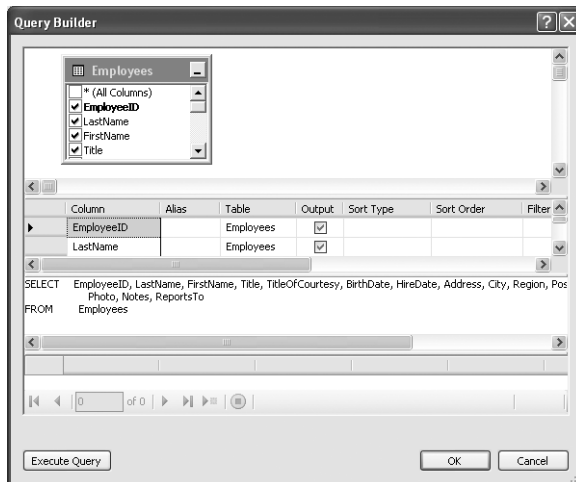 Query Builder
Employees
* (All Columns)
EmployeeID
LastName
FirstName
Title
Column Alias Table Output Sort Type Sort Order Filter
EmployeeID Employees
LastName Employees
SELECT EmployeeID, LastName, FirstName, Title, TitleOfCourtesy, BirthDate, HireDate, Address, City, Region, Pos
Photo, Notes, ReportsTo
FROM Employees
0 of 0
Execute Query OK Cancel